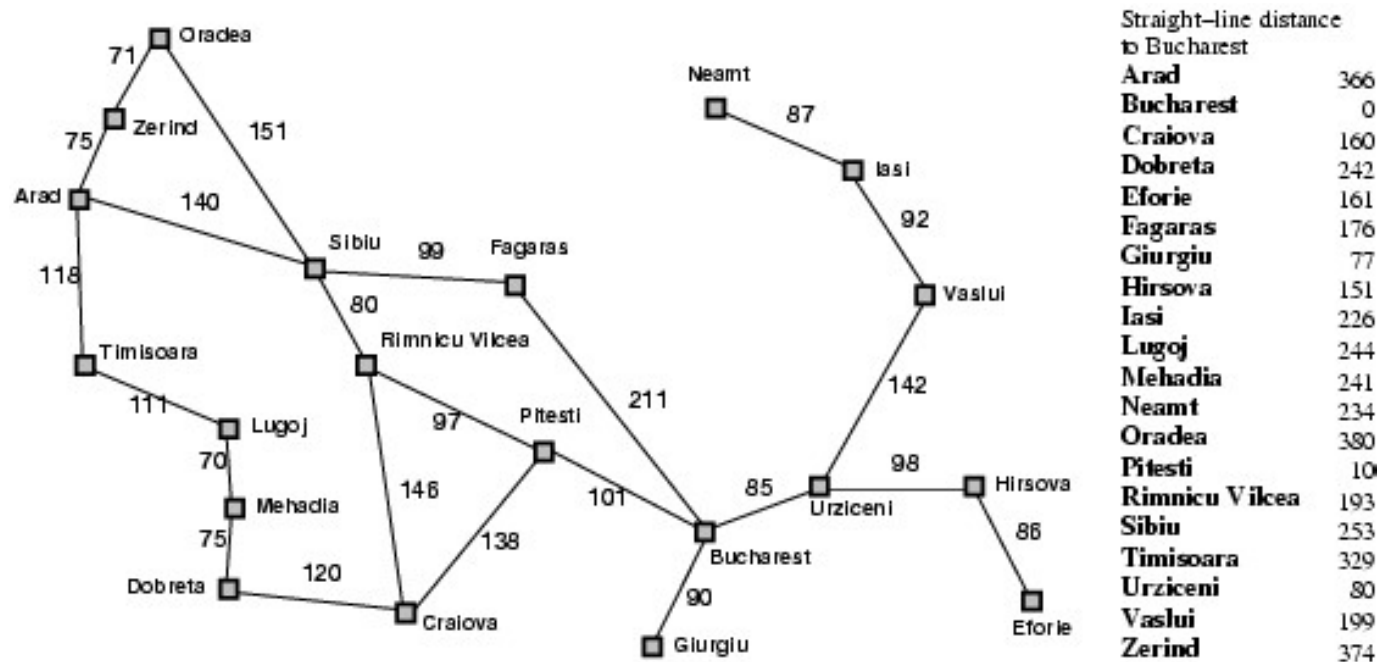 Oradea
71
Neamt
87
Zerind
151
75
Iasi
Arad
140
92
Sibiu
99
Fagaras
118
80
Vaslui
Rimnicu Vilcea
Timisoara
142
111
211
Lugoj
97
Pitesti
70
98
Hirsova
146
101
85
Urziceni
Mehadia
86
75
138
Bucharest
120
Dobreta
90
Craiova
Eforie
Giurgiu
Straight–line distance
to Bucharest
Arad 366
Bucharest 0
Craiova 160
Dobreta 242
Eforie 161
Fagaras 176
Giurgiu 77
Hirsova 151
Iasi 226
Lugoj 244
Mehadia 241
Neamt 234
Oradea 380
Pitesti
Rimnicu Vilcea 193
Sibiu 253
Timisoara 329
Urziceni 80
Vaslui 199
Zerind 374